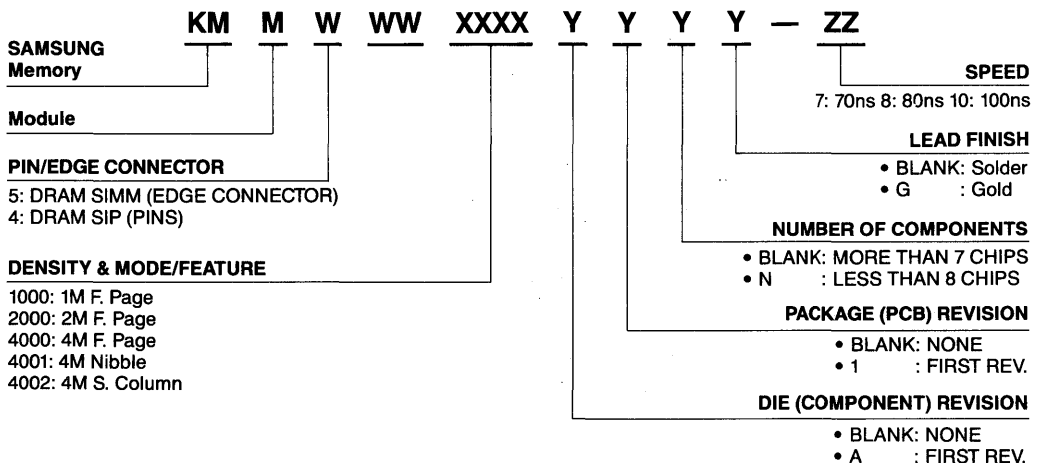 KM M W WW XXXX Y Y Y Y — ZZ
SAMSUNG
Memory
Module
PIN/EDGE CONNECTOR
5: DRAM SIMM (EDGE CONNECTOR)
4: DRAM SIP (PINS)
DENSITY & MODE/FEATURE
1000: 1M F. Page
2000: 2M F. Page
4000: 4M F. Page
4001: 4M Nibble
4002: 4M S. Column
SPEED
7: 70ns 8: 80ns 10: 100ns
LEAD FINISH
• BLANK: Solder
• G : Gold
NUMBER OF COMPONENTS
• BLANK: MORE THAN 7 CHIPS
• N : LESS THAN 8 CHIPS
PACKAGE (PCB) REVISION
• BLANK: NONE
• 1 : FIRST REV.
DIE (COMPONENT) REVISION
• BLANK: NONE
• A : FIRST REV.